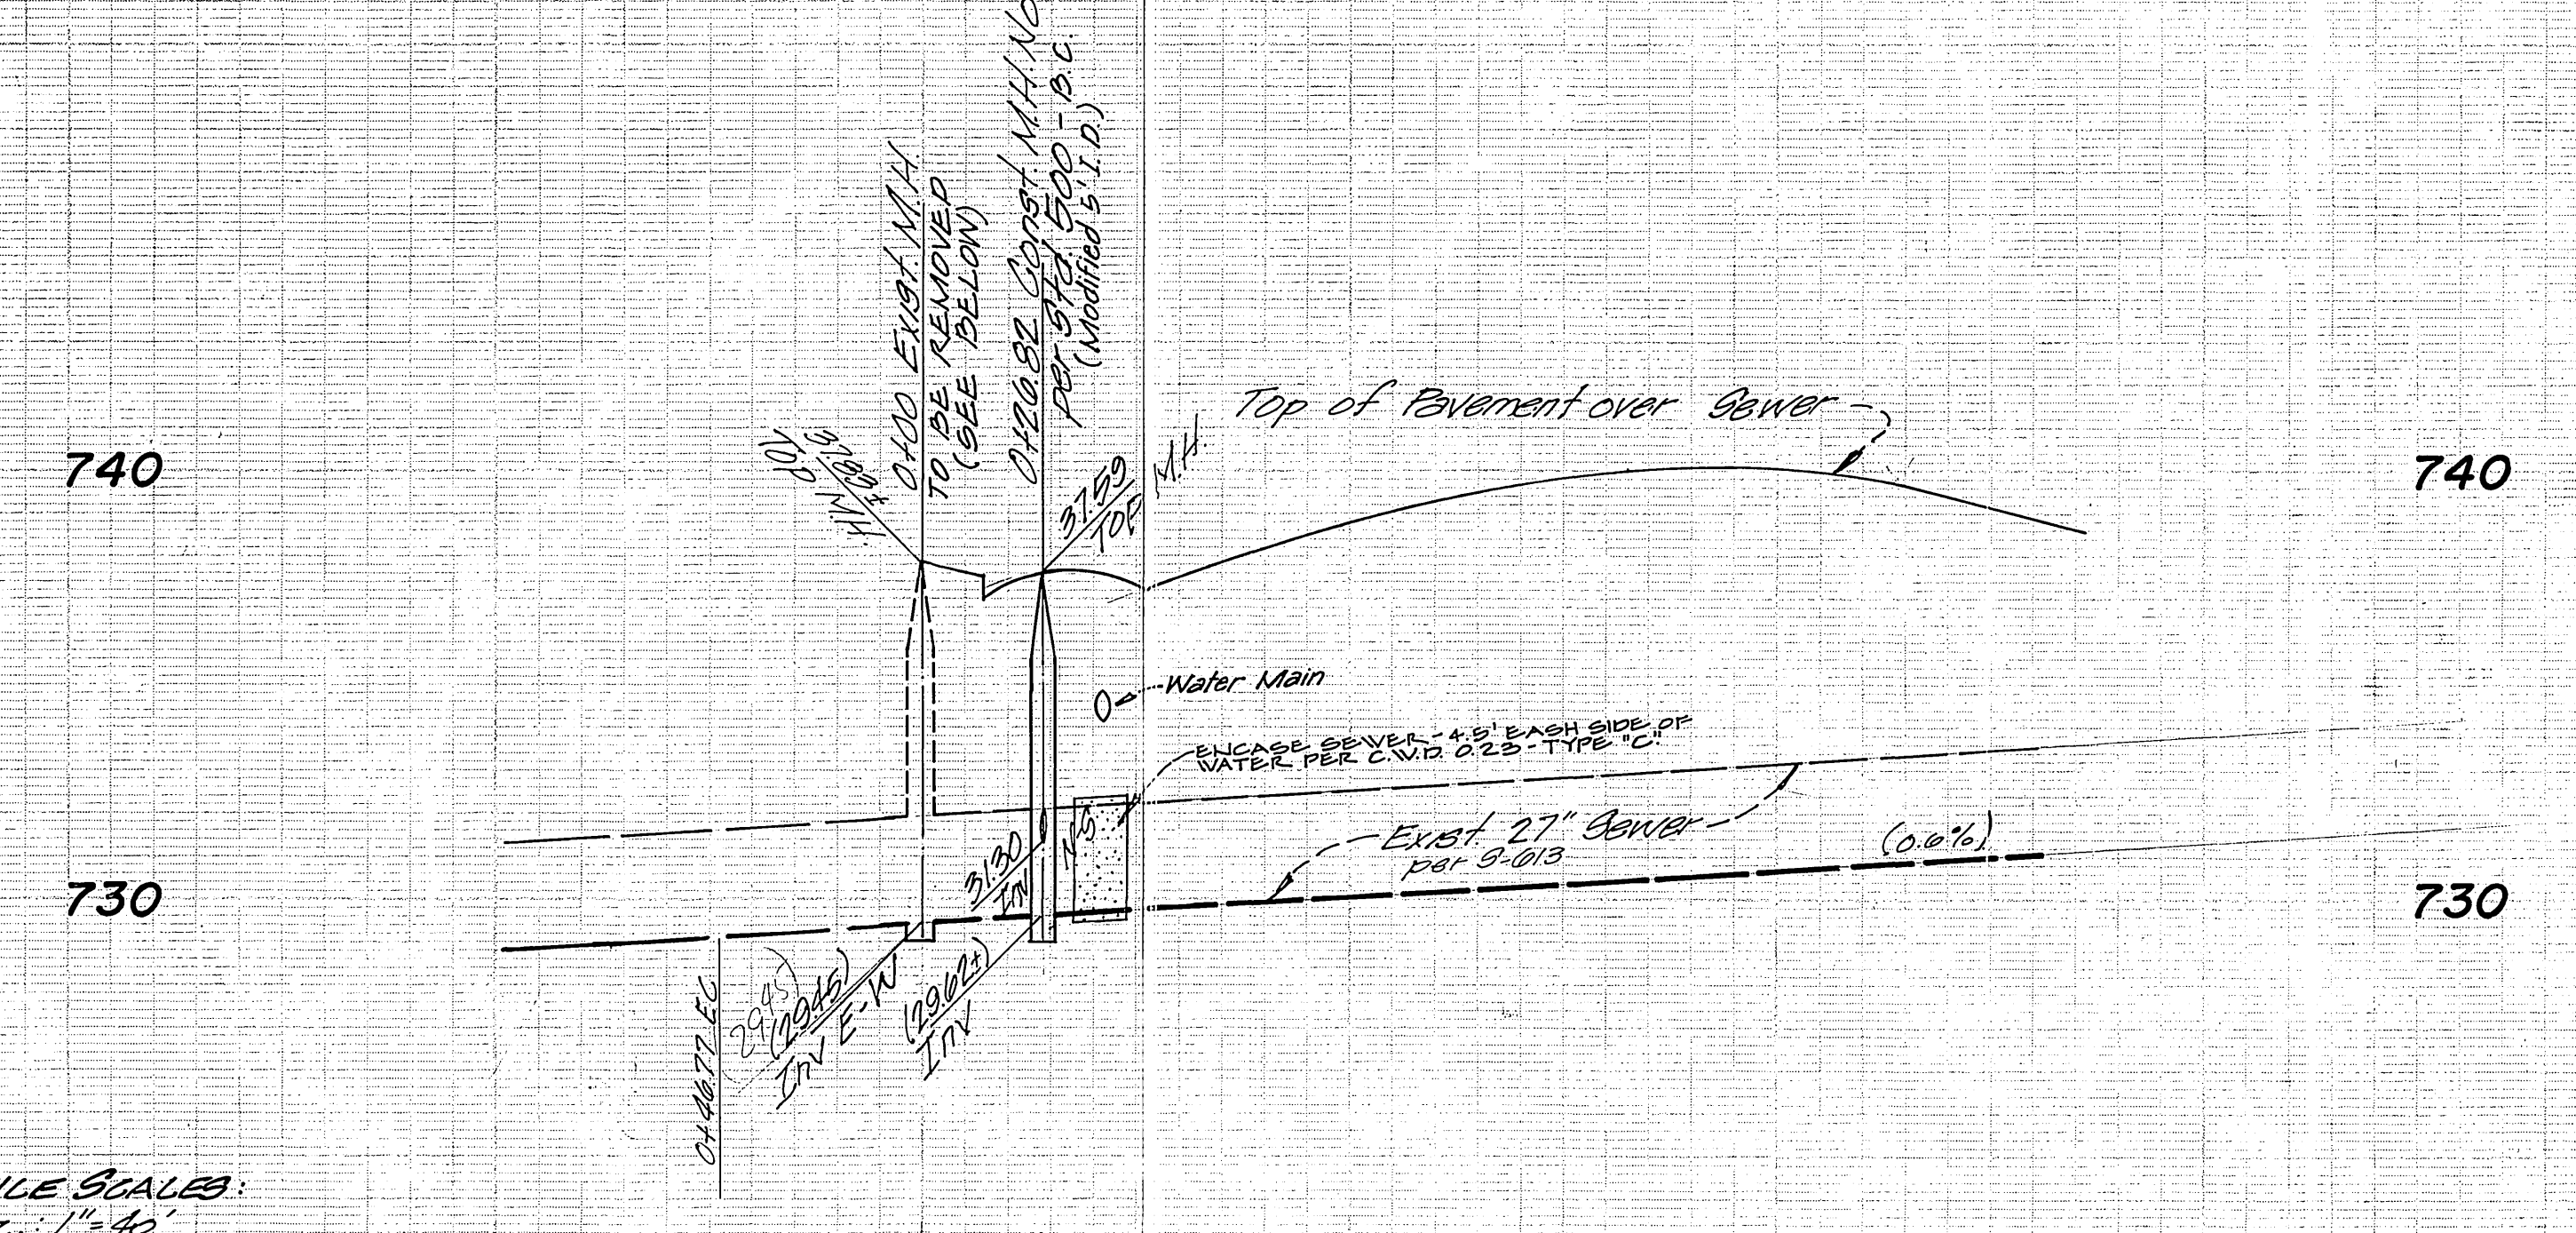 0+00 Exist. M.H.
TO BE REMOVED
(SEE BELOW)
0+26.82 Const. M.H. No
per Std. 500-B.C.
(Modified 5' I.D.)
37.83±
TOP M.H.
37.59
TOP M.H.
Top of Pavement over Sewer
740
740
Water Main
ENCASE SEWER - 4.5' EASH SIDE OF
WATER PER C.W.D. 0.23 - TYPE "C"
31.30
INV
Exist. 27" Sewer
per S-613
(0.6%)
730
730
29.45)
(29.45)
Inv E-W
(29.62±)
Inv
0+46.77 EC
SCALES:
1"=40'